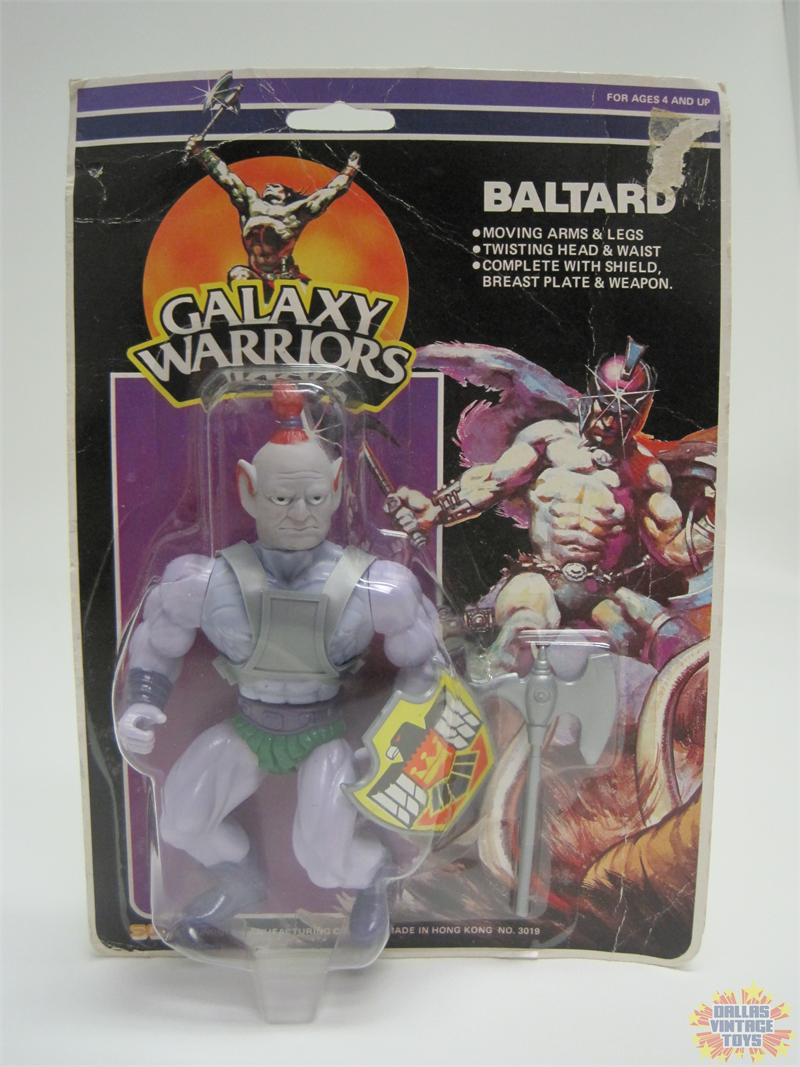 FOR AGES 4 AND UP
BALTARD
•MOVING ARMS & LEGS
•TWISTING HEAD & WAIST
•COMPLETE WITH SHIELD,
BREAST PLATE & WEAPON.
GALAXY
WARRIORS
MADE IN HONG KONG NO. 3019
DALLAS
VINTAGE
TOYS